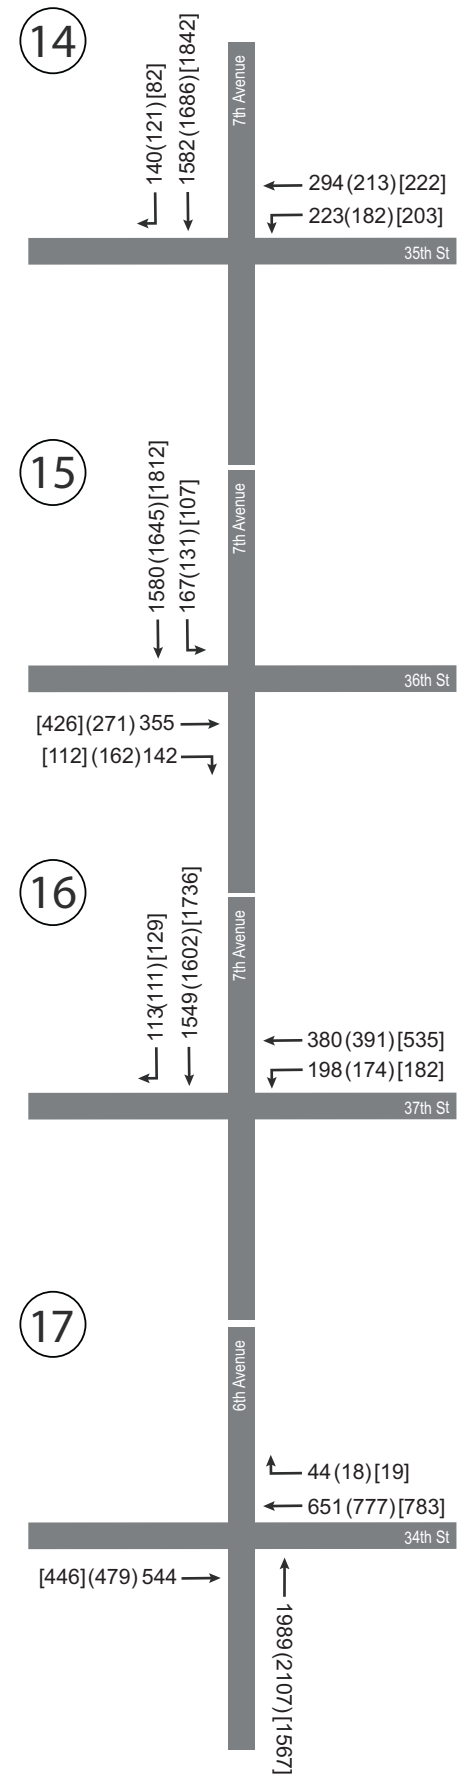 14
140(121)[82]
1582(1686)[1842]
7th Avenue
294(213)[222]
223(182)[203]
35th St
15
1580(1645)[1812]
167(131)[107]
7th Avenue
36th St
[426](271)355
[112](162)142
16
113(111)[129]
1549(1602)[1736]
7th Avenue
380(391)[535]
198(174)[182]
37th St
17
6th Avenue
44(18)[19]
651(777)[783]
34th St
[446](479)544
1989(2107)[1567]